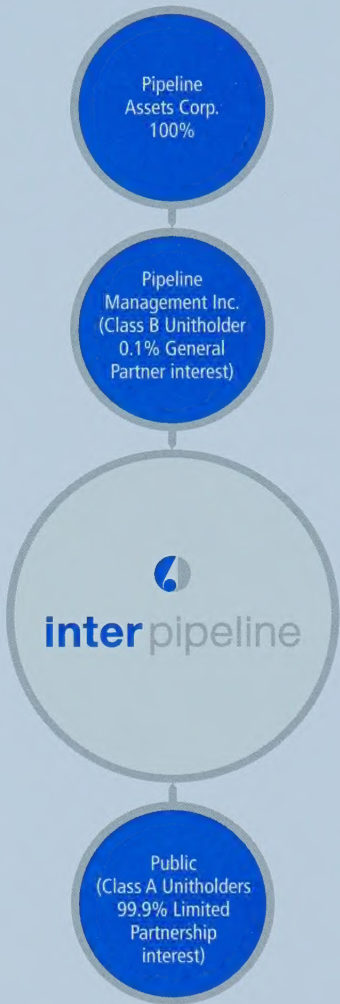 Pipeline
Assets Corp.
100%
Pipeline
Management Inc.
(Class B Unitholder
0.1% General
Partner interest)
inter pipeline
Public
(Class A Unitholders
99.9% Limited
Partnership
interest)